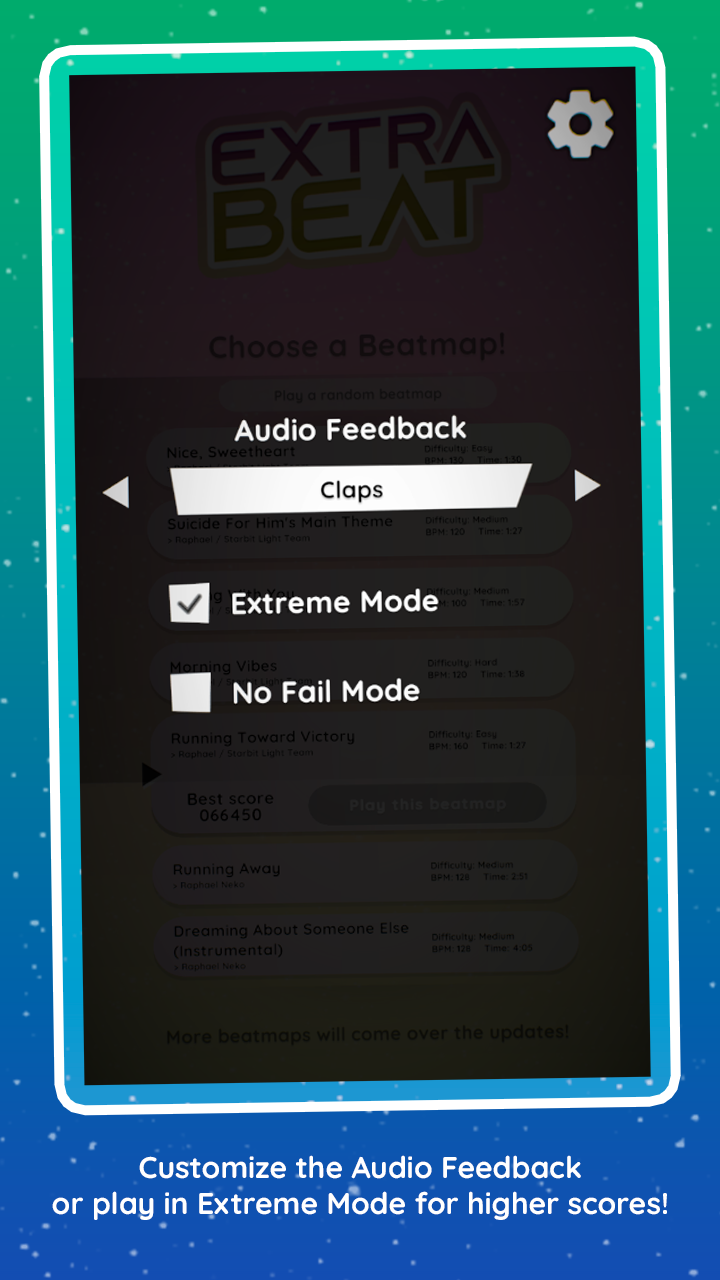 EXTRA
BEAT
Choose a Beatmap!
Play a random beatmap
Audio Feedback
Nice, Sweetheart
Difficulty: Easy
BPM: 130 Time: 1:30
Claps
Suicide For Him's Main Theme
> Raphael / Starbit Light Team
Difficulty: Medium
BPM: 120 Time: 1:27
With You
Difficulty: Medium
100 Time: 1:57
Extreme Mode
Morning Vibes
Starbit Light Team
Difficulty: Hard
BPM: 120 Time: 1:38
No Fail Mode
Running Toward Victory
> Raphael / Starbit Light Team
Difficulty: Easy
BPM: 160 Time: 1:27
Best score
066450
Play this beatmap
Running Away
> Raphael Neko
Difficulty: Medium
BPM: 128 Time: 2:51
Dreaming About Someone Else
(Instrumental)
> Raphael Neko
Difficulty: Medium
BPM: 128 Time: 4:05
More beatmaps will come over the updates!
Customize the Audio Feedback
or play in Extreme Mode for higher scores!